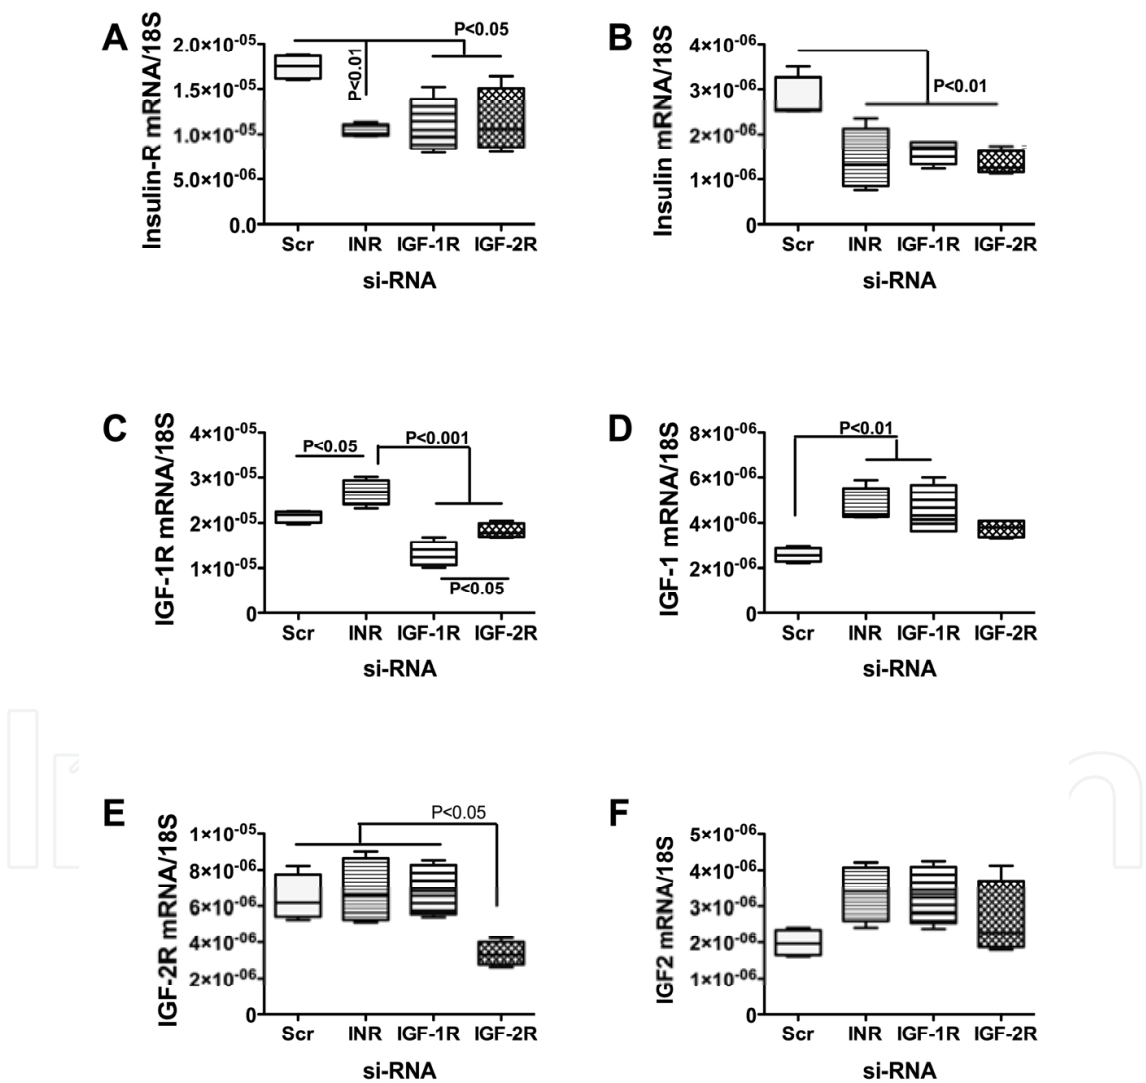 A
Insulin-R mRNA/18S
2.0×10-05
1.5×10-05
1.0×10-05
5.0×10-06
0.0
P<0.01
P<0.05
Scr INR IGF-1R IGF-2R
si-RNA
B
Insulin mRNA/18S
4×10-06
3×10-06
2×10-06
1×10-06
0
P<0.01
Scr INR IGF-1R IGF-2R
si-RNA
C
IGF-1R mRNA/18S
4×10-05
3×10-05
2×10-05
1×10-05
0
P<0.05
P<0.001
P<0.05
Scr INR IGF-1R IGF-2R
si-RNA
D
IGF-1 mRNA/18S
8×10-06
6×10-06
4×10-06
2×10-06
0
P<0.01
Scr INR IGF-1R IGF-2R
si-RNA
E
IGF-2R mRNA/18S
1×10-05
8×10-06
6×10-06
4×10-06
2×10-06
0
P<0.05
Scr INR IGF-1R IGF-2R
si-RNA
F
IGF2 mRNA/18S
5×10-06
4×10-06
3×10-06
2×10-06
1×10-06
0
Scr INR IGF-1R IGF-2R
si-RNA